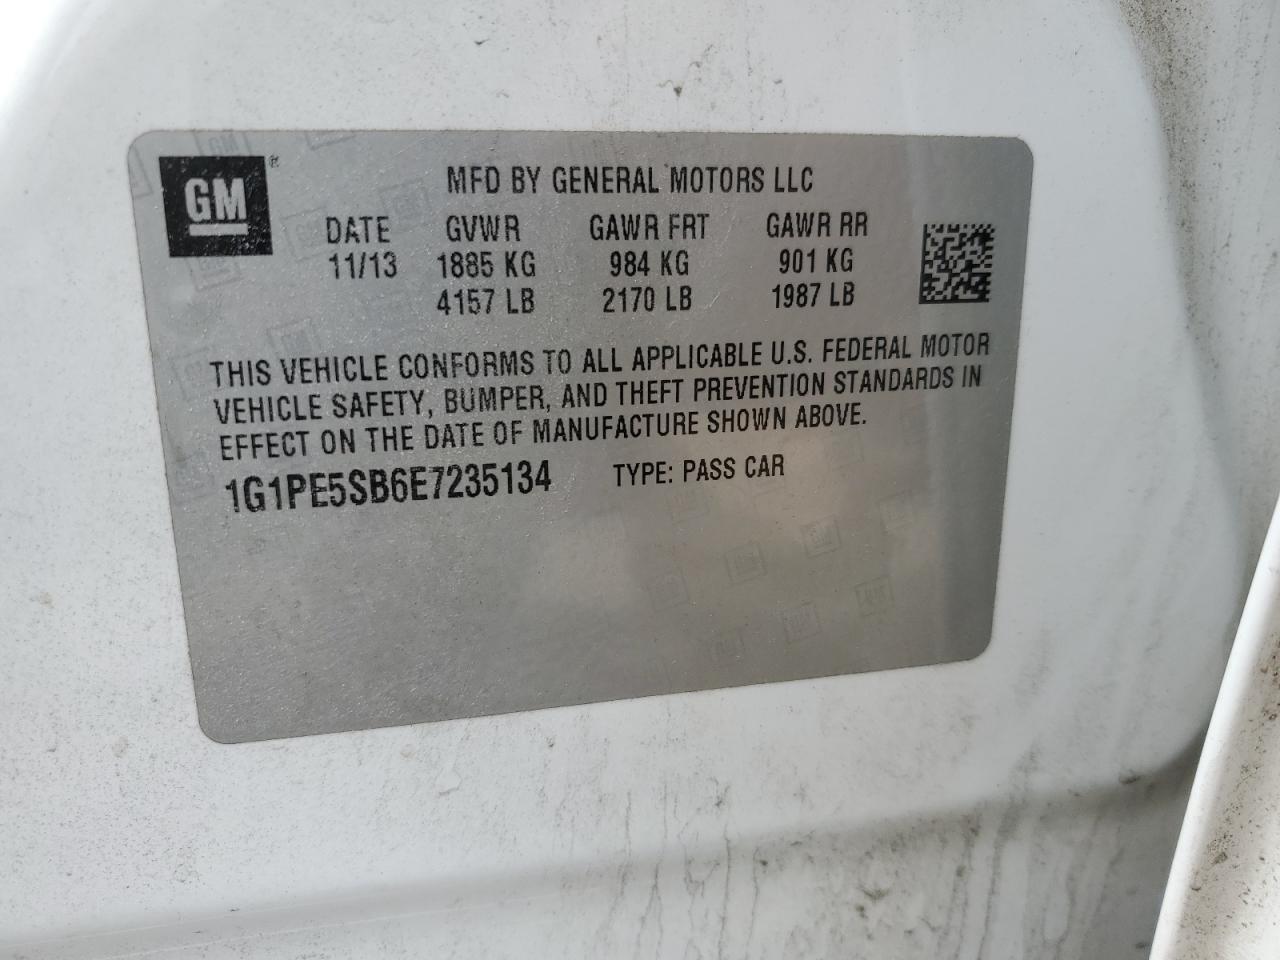 GM®
MFD BY GENERAL MOTORS LLC
DATE GVWR GAWR FRT GAWR RR
11/13 1885 KG 984 KG 901 KG
4157 LB 2170 LB 1987 LB
THIS VEHICLE CONFORMS TO ALL APPLICABLE U.S. FEDERAL MOTOR
VEHICLE SAFETY, BUMPER, AND THEFT PREVENTION STANDARDS IN
EFFECT ON THE DATE OF MANUFACTURE SHOWN ABOVE.
1G1PE5SB6E7235134 TYPE: PASS CAR